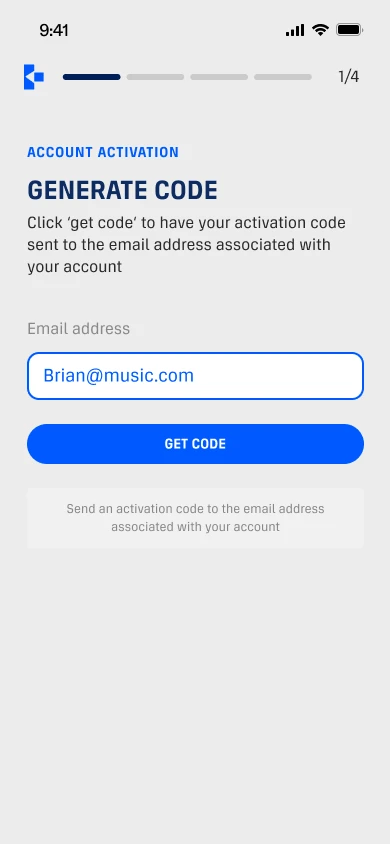 9:41
1/4
ACCOUNT ACTIVATION
GENERATE CODE
Click ‘get code’ to have your activation code
sent to the email address associated with
your account
Email address
Brian@music.com
GET CODE
Send an activation code to the email address
associated with your account